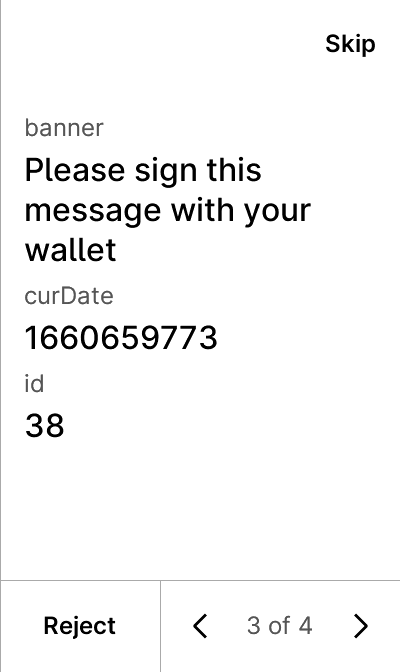 Skip
banner
Please sign this
message with your
wallet
curDate
1660659773
id
38
Reject
3 of 4